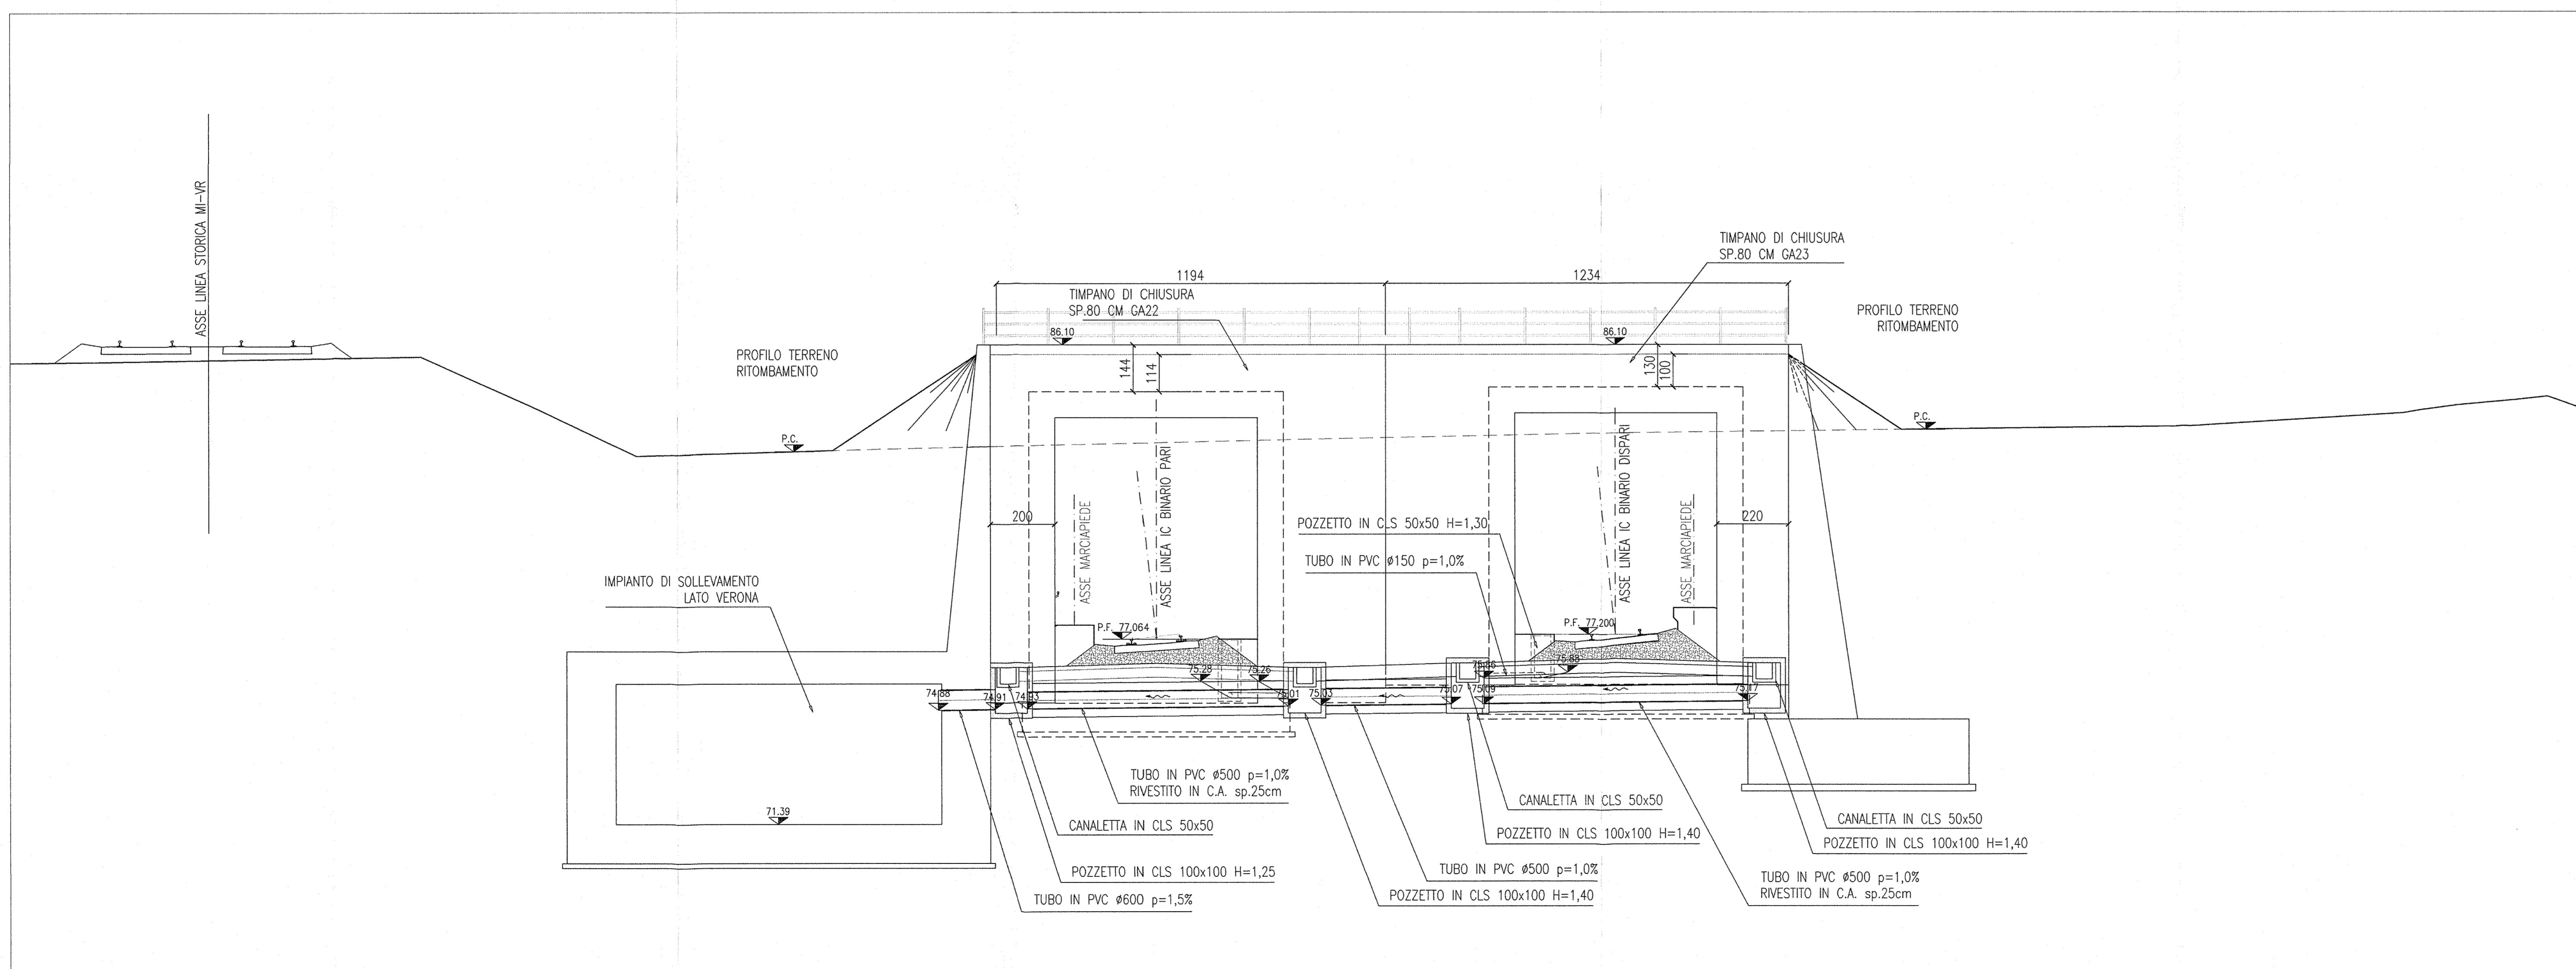 ASSE LINEA STORICA MI-VR
TIMPANO DI CHIUSURA
SP.80 CM GA23
1194
1234
TIMPANO DI CHIUSURA
SP.80 CM GA22
PROFILO TERRENO
RITOMBAMENTO
86.10
86.10
PROFILO TERRENO
RITOMBAMENTO
144
114
130
100
P.C.
P.C.
ASSE LINEA IC BINARIO PARI
ASSE LINEA IC BINARIO DISPARI
ASSE MARCIAPIEDE
ASSE MARCIAPIEDE
200
220
POZZETTO IN CLS 50x50 H=1,30
TUBO IN PVC ø150 p=1,0%
IMPIANTO DI SOLLEVAMENTO
LATO VERONA
P.F. 77.064
P.F. 77.200
75.28
75.26
75.86
75.88
74.88
74.91
74.93
75.01
75.03
75.07
75.09
75.17
71.39
TUBO IN PVC ø500 p=1,0%
RIVESTITO IN C.A. sp.25cm
CANALETTA IN CLS 50x50
POZZETTO IN CLS 100x100 H=1,25
TUBO IN PVC ø600 p=1,5%
CANALETTA IN CLS 50x50
POZZETTO IN CLS 100x100 H=1,40
TUBO IN PVC ø500 p=1,0%
POZZETTO IN CLS 100x100 H=1,40
CANALETTA IN CLS 50x50
POZZETTO IN CLS 100x100 H=1,40
TUBO IN PVC ø500 p=1,0%
RIVESTITO IN C.A. sp.25cm